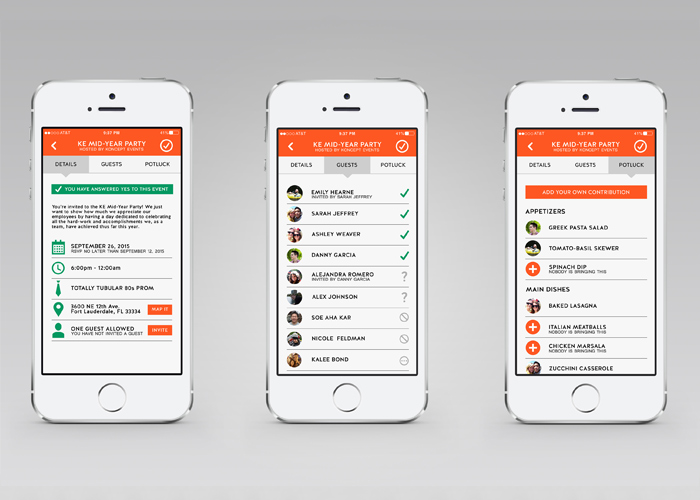 AT&T 9:37 PM 41%
KE MID-YEAR PARTY
HOSTED BY KONCEPT EVENTS
DETAILS GUESTS POTLUCK
YOU HAVE ANSWERED YES TO THIS EVENT
You're invited to the KE Mid-Year Party! We just
want to show how much we appreciate our
employees by having a day dedicated to celebrating
all the hard-work and accomplishments we, as a
team, have achieved thus far this year.
SEPTEMBER 26, 2015
RSVP NO LATER THAN SEPTEMBER 12, 2015
6:00pm - 12:00am
TOTALLY TUBULAR 80s PROM
3600 NE 12th Ave.
Fort Lauderdale, FL 33334
MAP IT
ONE GUEST ALLOWED
YOU HAVE NOT INVITED A GUEST
INVITE
AT&T 9:37 PM 41%
KE MID-YEAR PARTY
HOSTED BY KONCEPT EVENTS
DETAILS GUESTS POTLUCK
EMILY HEARNE
INVITED BY SARAH JEFFREY
SARAH JEFFREY
ASHLEY WEAVER
DANNY GARCIA
ALEJANDRA ROMERO
INVITED BY DANNY GARCIA
ALEX JOHNSON
SOE AHA KAR
NICOLE FELDMAN
KALEE BOND
AT&T 9:37 PM 41%
KE MID-YEAR PARTY
HOSTED BY KONCEPT EVENTS
DETAILS GUESTS POTLUCK
ADD YOUR OWN CONTRIBUTION
APPETIZERS
GREEK PASTA SALAD
TOMATO-BASIL SKEWER
SPINACH DIP
NOBODY IS BRINGING THIS
MAIN DISHES
BAKED LASAGNA
ITALIAN MEATBALLS
NOBODY IS BRINGING THIS
CHICKEN MARSALA
NOBODY IS BRINGING THIS
ZUCCHINI CASSEROLE